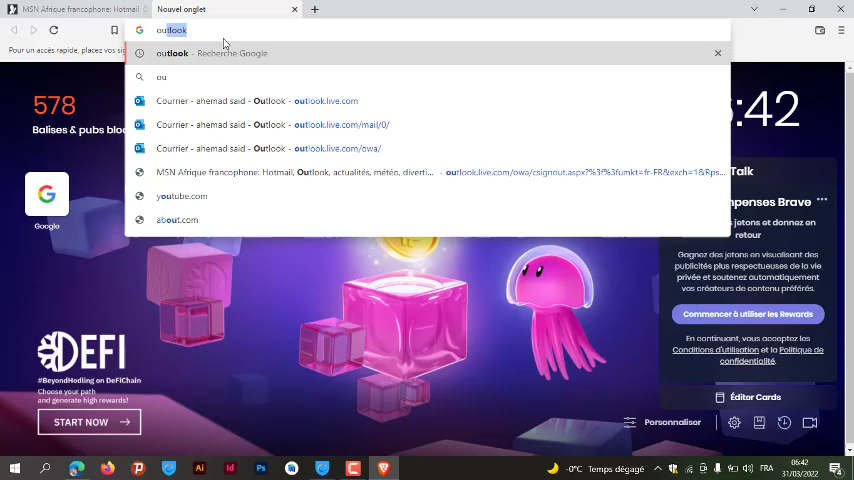 MSN Afrique francophone: Hotmail, O
Nouvel onglet
outlook
Pour un accès rapide, placez vos sig
outlook - Recherche Google
ou
Courrier - ahemad said - Outlook - outlook.live.com
Courrier - ahemad said - Outlook - outlook.live.com/mail/0/
Courrier - ahemad said - Outlook - outlook.live.com/owa/
MSN Afrique francophone: Hotmail, Outlook, actualités, météo, diverti... - outlook.live.com/owa/csignout.aspx?%3f%3fumkt=fr-FR&exch=1&Rps...
youtube.com
about.com
578
Balises & pubs bloq
:42
Google
Talk
mpenses Brave
jetons et donnez en
retour
Gagnez des jetons en visualisant des
publicités plus respectueuses de la vie
privée et soutenez automatiquement
vos créateurs de contenu préférés.
Commencer à utiliser les Rewards
En continuant, vous acceptez les
Conditions d'utilisation et la Politique de
confidentialité.
Éditer Cards
Personnaliser
DEFI
#BeyondHodling on DeFiChain
Choose your path
and generate high rewards!
START NOW
Ai
Id
Ps
-0°C Temps dégagé
FRA
06:42
31/03/2022
4